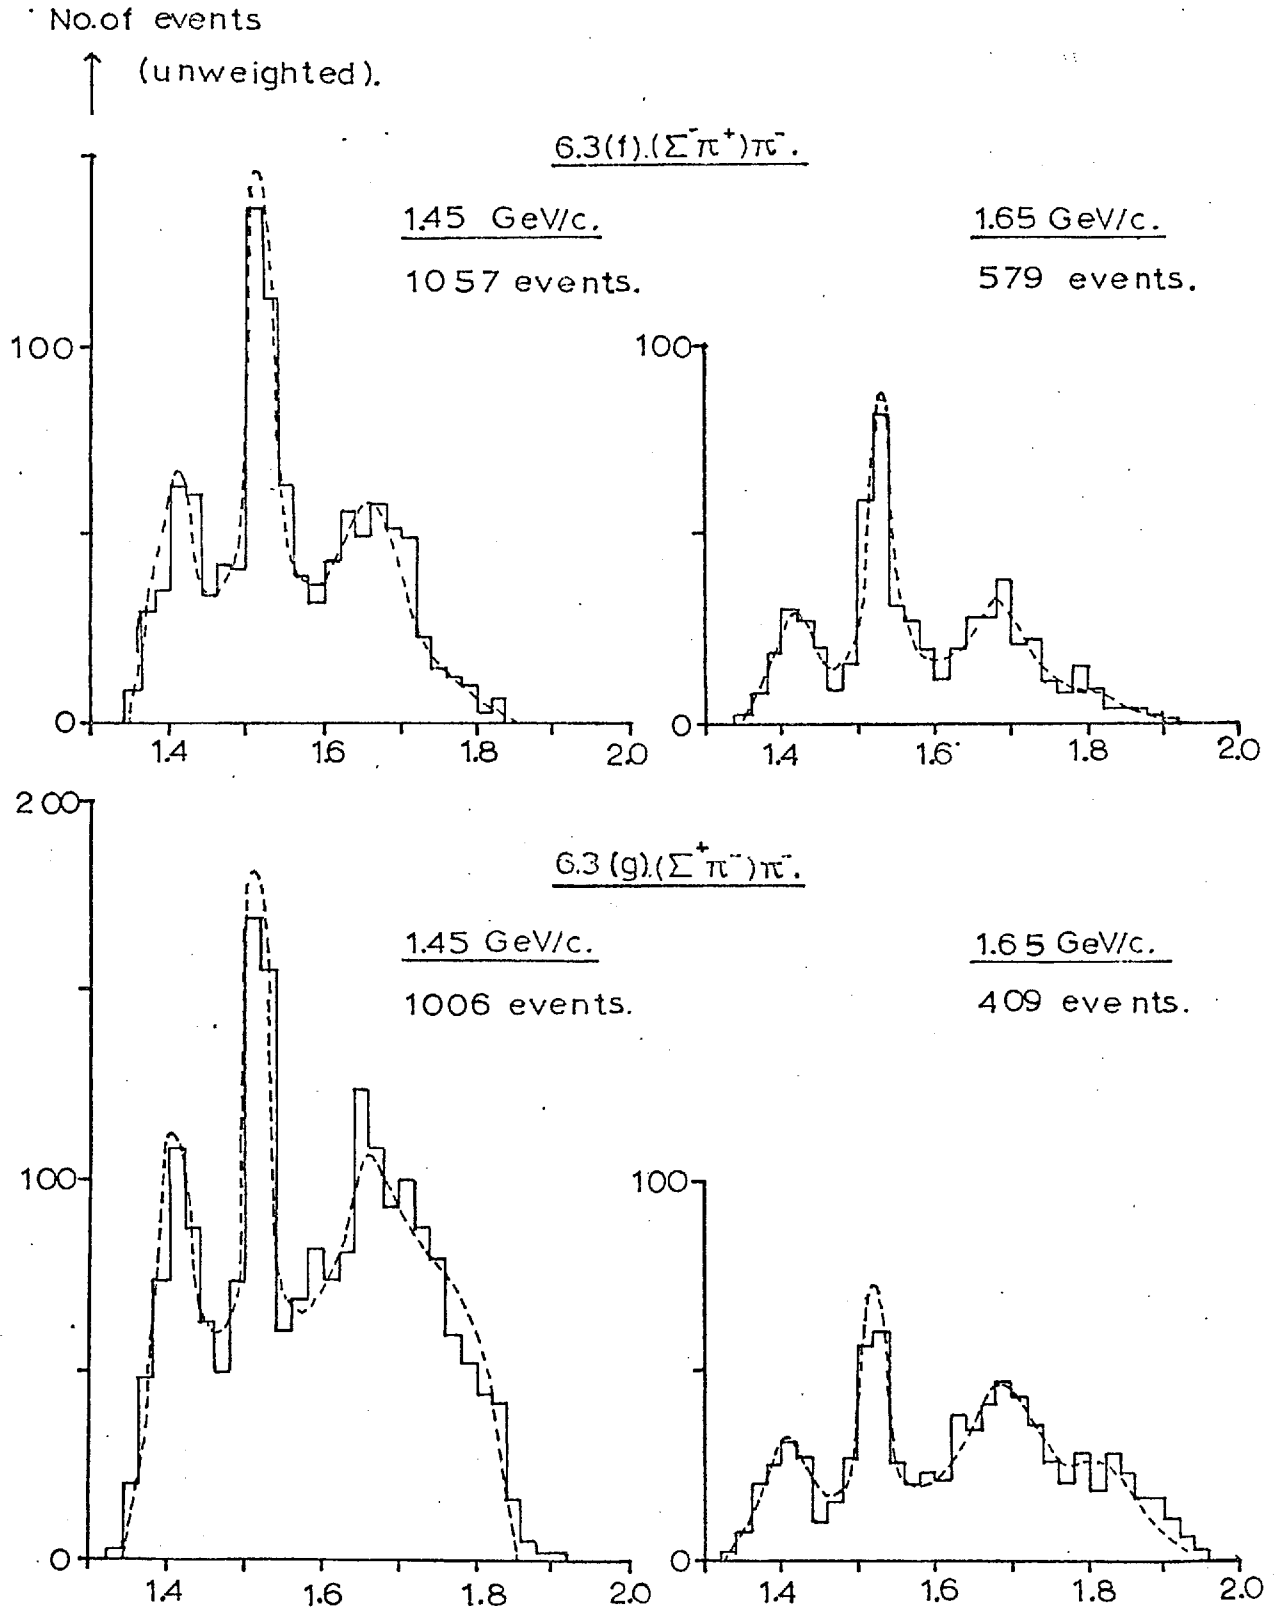 No.of events
(unweighted).
6.3(f).(Σ⁻π⁺)π⁻.
1.45 GeV/c.
1057 events.
1.65 GeV/c.
579 events.
100
0
1.4 1.6 1.8 2.0
100
0
1.4 1.6 1.8 2.0
6.3(g).(Σ⁺π⁻)π⁻.
1.45 GeV/c.
1006 events.
1.65 GeV/c.
409 events.
200
100
0
1.4 1.6 1.8 2.0
100
0
1.4 1.6 1.8 2.0